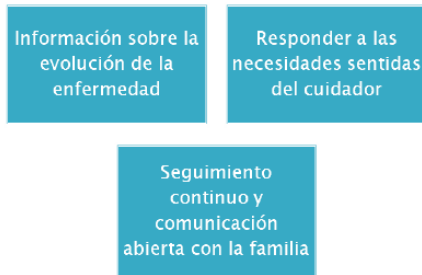 Información sobre la
evolución de la
enfermedad
Responder a las
necesidades sentidas
del cuidador
Seguimiento
continuo y
comunicación
abierta con la familia